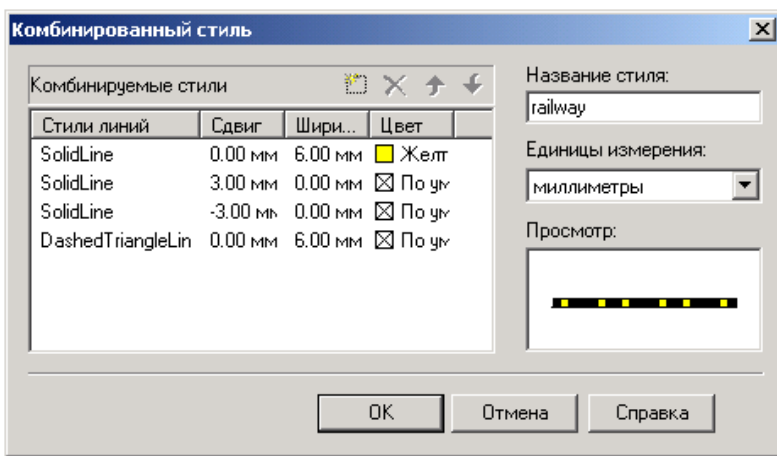 Комбинированный стиль
Комбинируемые стили
Стили линий Сдвиг Шири... Цвет
SolidLine 0.00 мм 6.00 мм Желт
SolidLine 3.00 мм 0.00 мм По ум
SolidLine -3.00 мм 0.00 мм По ум
DashedTriangleLin 0.00 мм 6.00 мм По ум
Название стиля:
railway
Единицы измерения:
миллиметры
Просмотр:
OK Отмена Справка